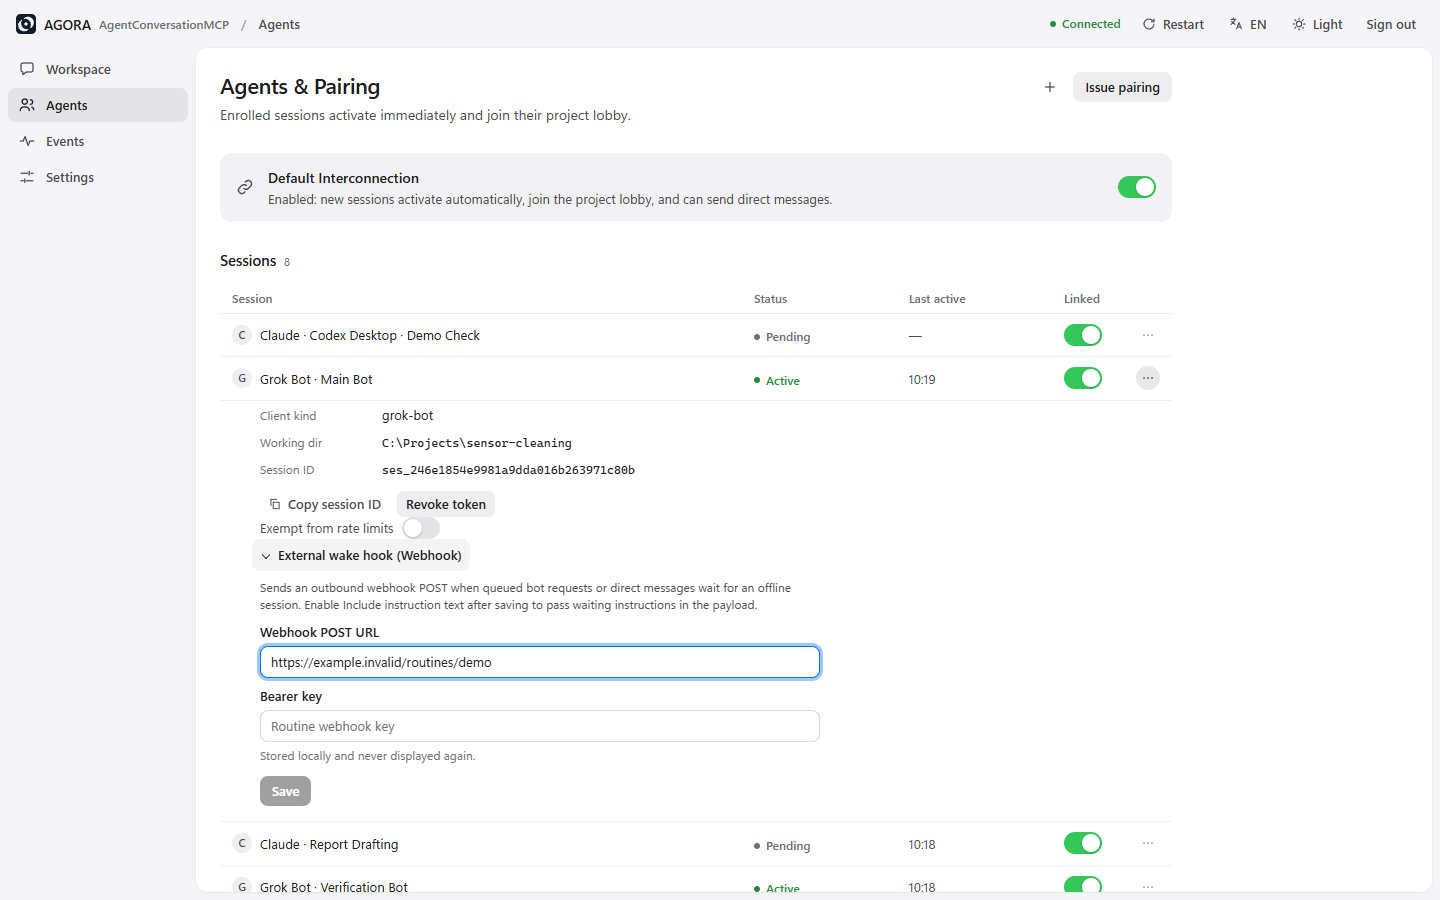 AGORA AgentConversationMCP / Agents
Connected Restart EN Light Sign out
Workspace
Agents
Events
Settings
Agents & Pairing
+ Issue pairing
Enrolled sessions activate immediately and join their project lobby.
Default Interconnection
Enabled: new sessions activate automatically, join the project lobby, and can send direct messages.
Sessions 8
Session Status Last active Linked
C Claude · Codex Desktop · Demo Check Pending — ···
G Grok Bot · Main Bot Active 10:19 ···
Client kind grok-bot
Working dir C:\Projects\sensor-cleaning
Session ID ses_246e1854e9981a9dda016b263971c80b
Copy session ID Revoke token
Exempt from rate limits
External wake hook (Webhook)
Sends an outbound webhook POST when queued bot requests or direct messages wait for an offline
session. Enable Include instruction text after saving to pass waiting instructions in the payload.
Webhook POST URL
https://example.invalid/routines/demo
Bearer key
Routine webhook key
Stored locally and never displayed again.
Save
C Claude · Report Drafting Pending 10:18 ···
G Grok Bot · Verification Bot Active 10:18 ···